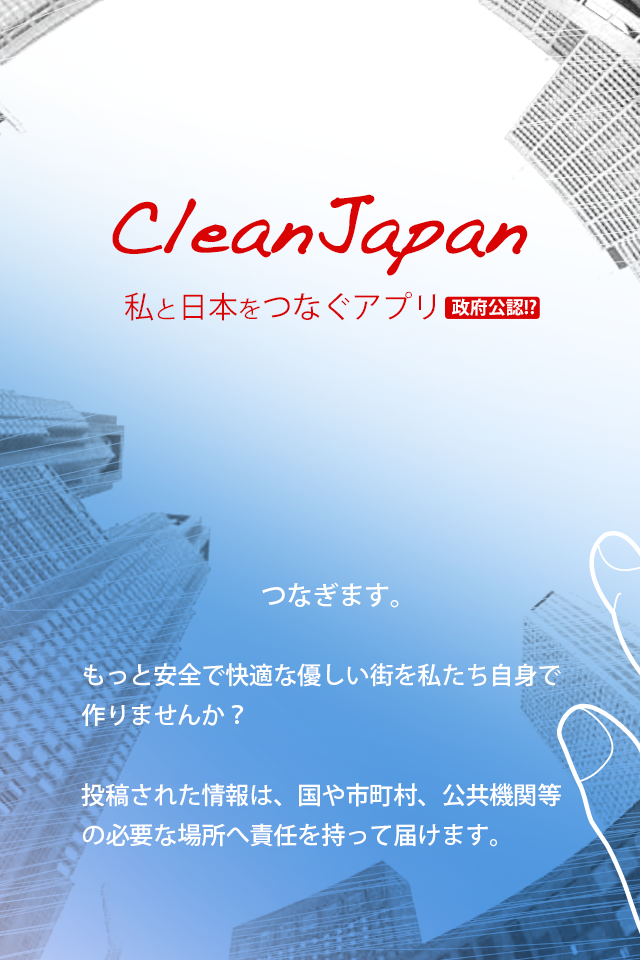 CleanJapan
私と日本をつなぐアプリ 政府公認!?
つなぎます。
もっと安全で快適な優しい街を私たち自身で
作りませんか？
投稿された情報は、国や市町村、公共機関等
の必要な場所へ責任を持って届けます。